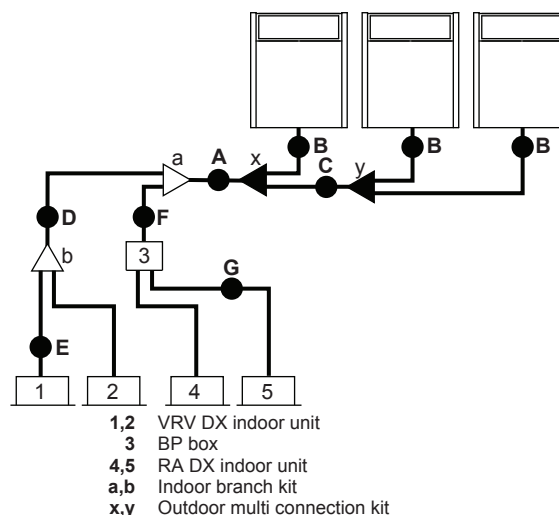 B B B
a A x C y
D F b 3 G
E
1 2 4 5
1,2 VRV DX indoor unit
3 BP box
4,5 RA DX indoor unit
a,b Indoor branch kit
x,y Outdoor multi connection kit